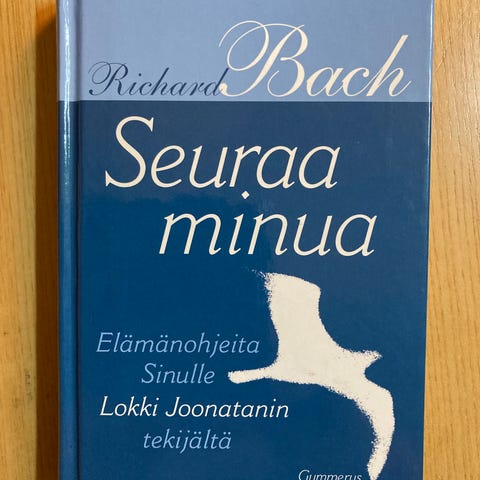 Richard Bach
Seuraa
minua
Elämänohjeita
Sinulle
Lokki Joonatanin
tekijältä
Gummerus